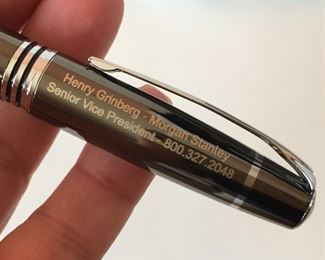 Henry Grinberg - Morgan Stanley
Senior Vice President - 800.327.2048